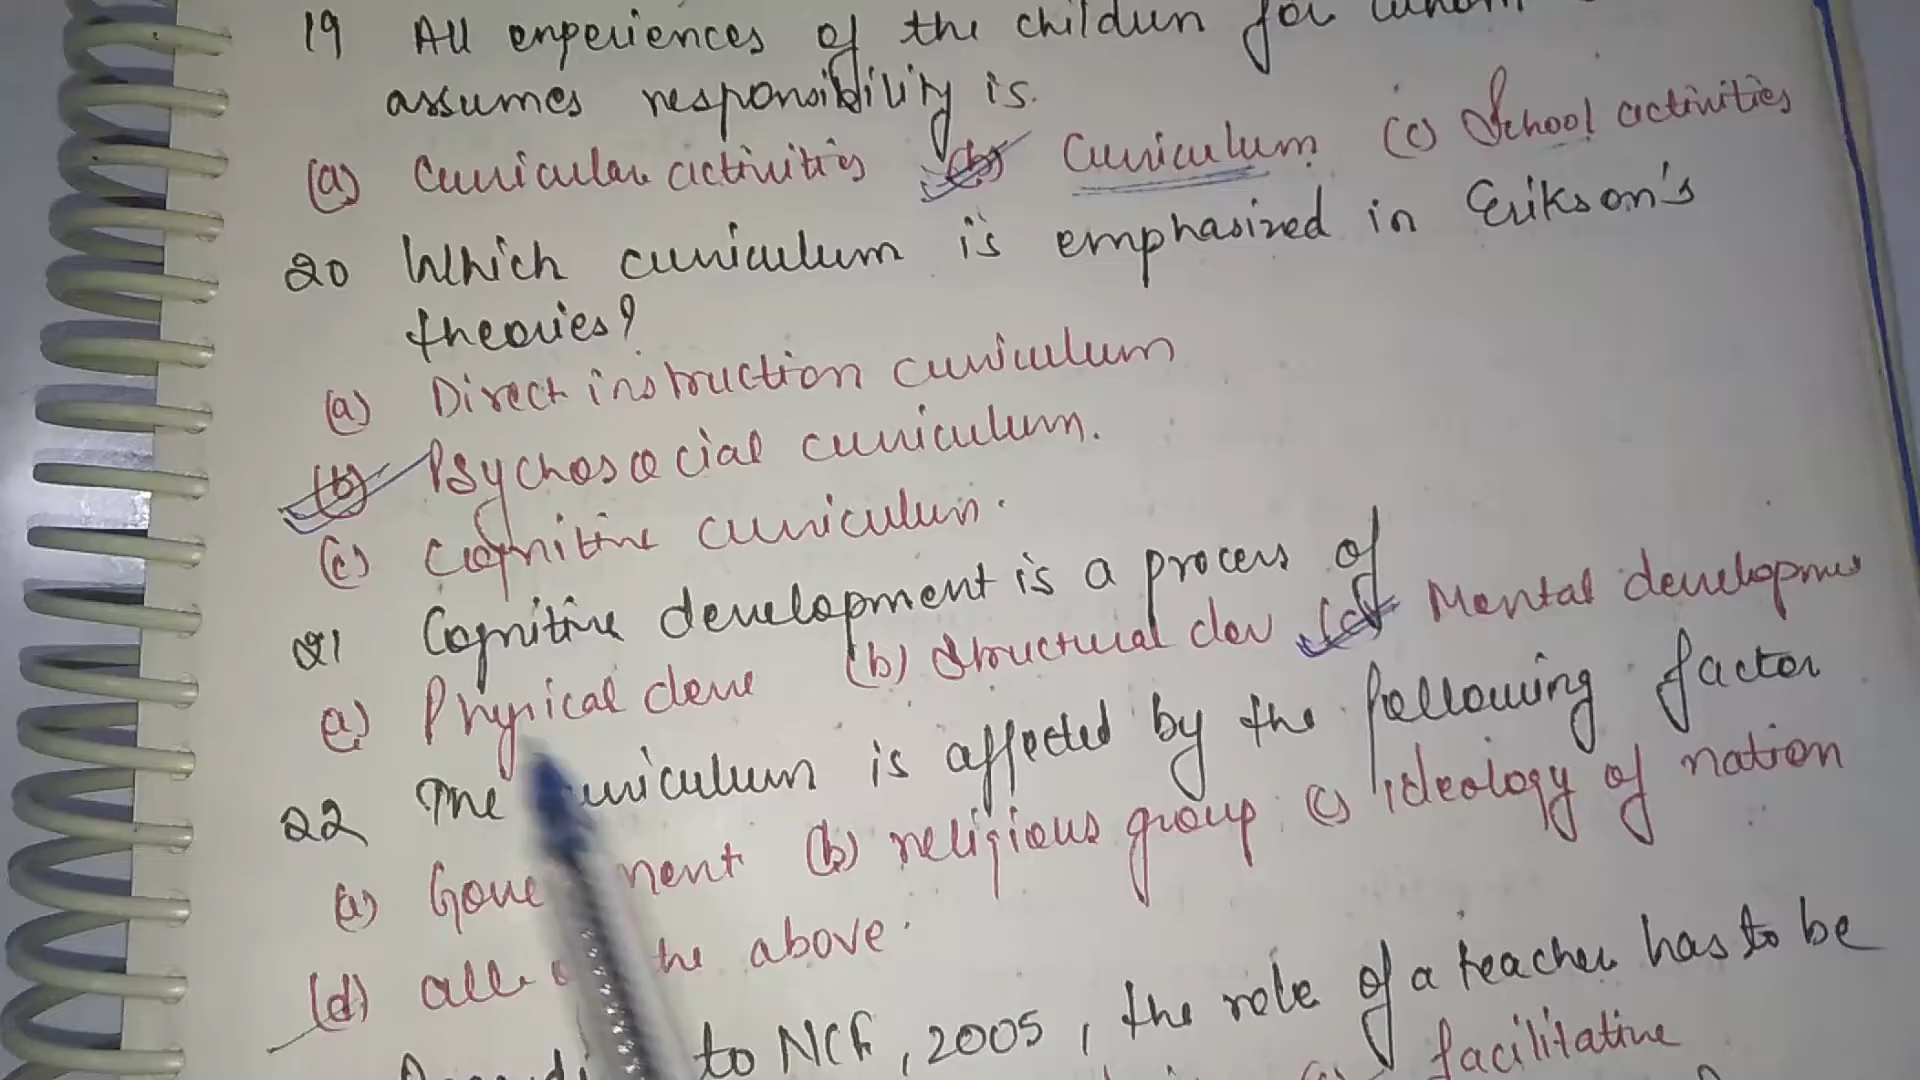 19 All experiences of the children for whom
assumes responsibility is.
(a) Curricular activities (b) Curriculum (c) School activities
20 Which curriculum is emphasized in Erikson's
theories?
(a) Direct instruction curriculum
(b) Psychosocial curriculum.
(c) Cognitive curriculum.
21 Cognitive development is a process of
a) Physical deve (b) Structural dev (c) Mental developme
22 The curriculum is affected by the following factor
(a) Government (b) religious group (c) ideology of nation
(d) all the above.
to NCF, 2005, the role of a teacher has to be
facilitative